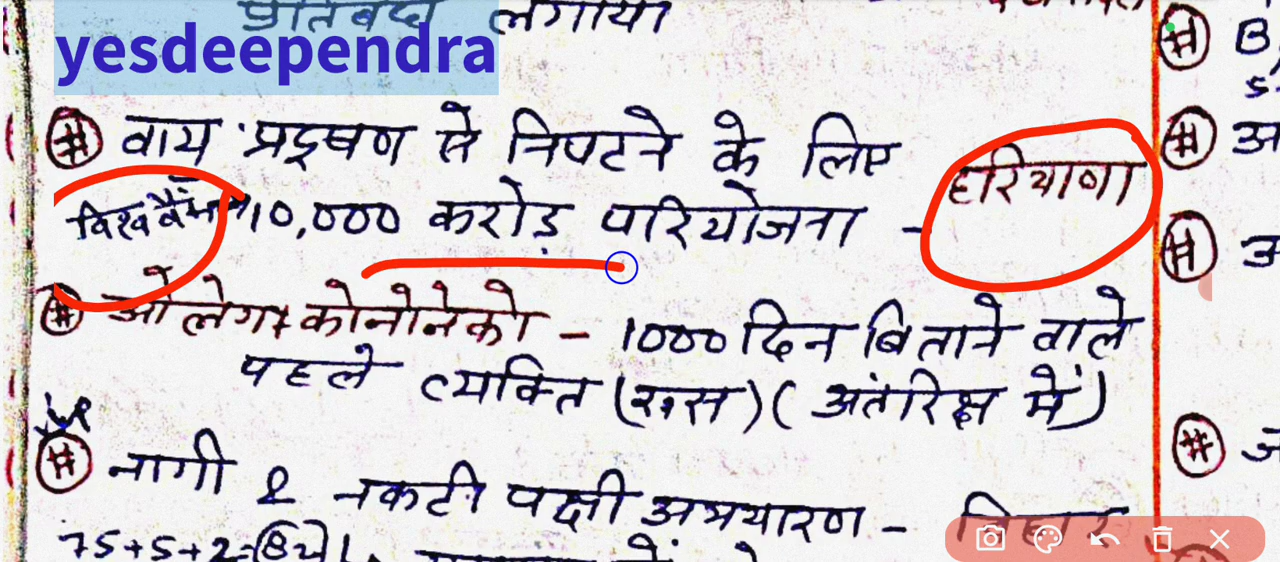 लगाया
yesdeependra
# वायु प्रदूषण से निपटने के लिए
विश्व बैंक 10,000 करोड़ परियोजना - हरियाणा
# ओलेग कोनोनेको - 1000 दिन बिताने वाले
पहले व्यक्ति (रूस) (अंतरिक्ष में)
# नागी & नकटी पक्षी अभयारण - बिहार
# B
# अ
#
#